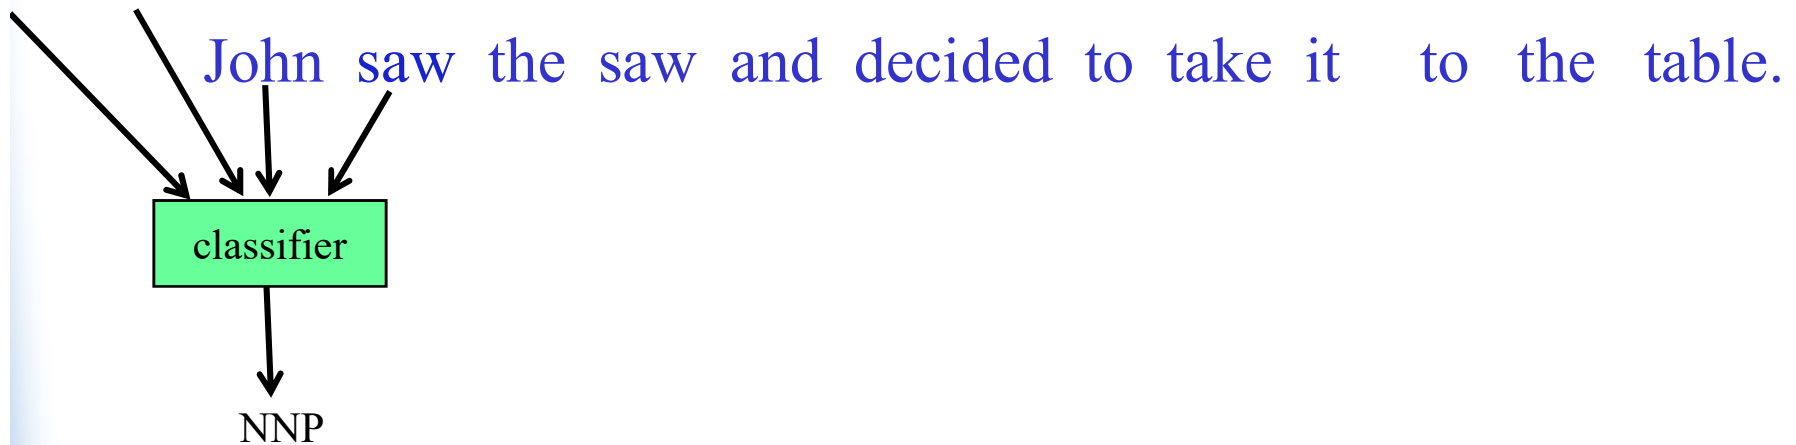 John saw the saw and decided to take it to the table.
classifier
NNP